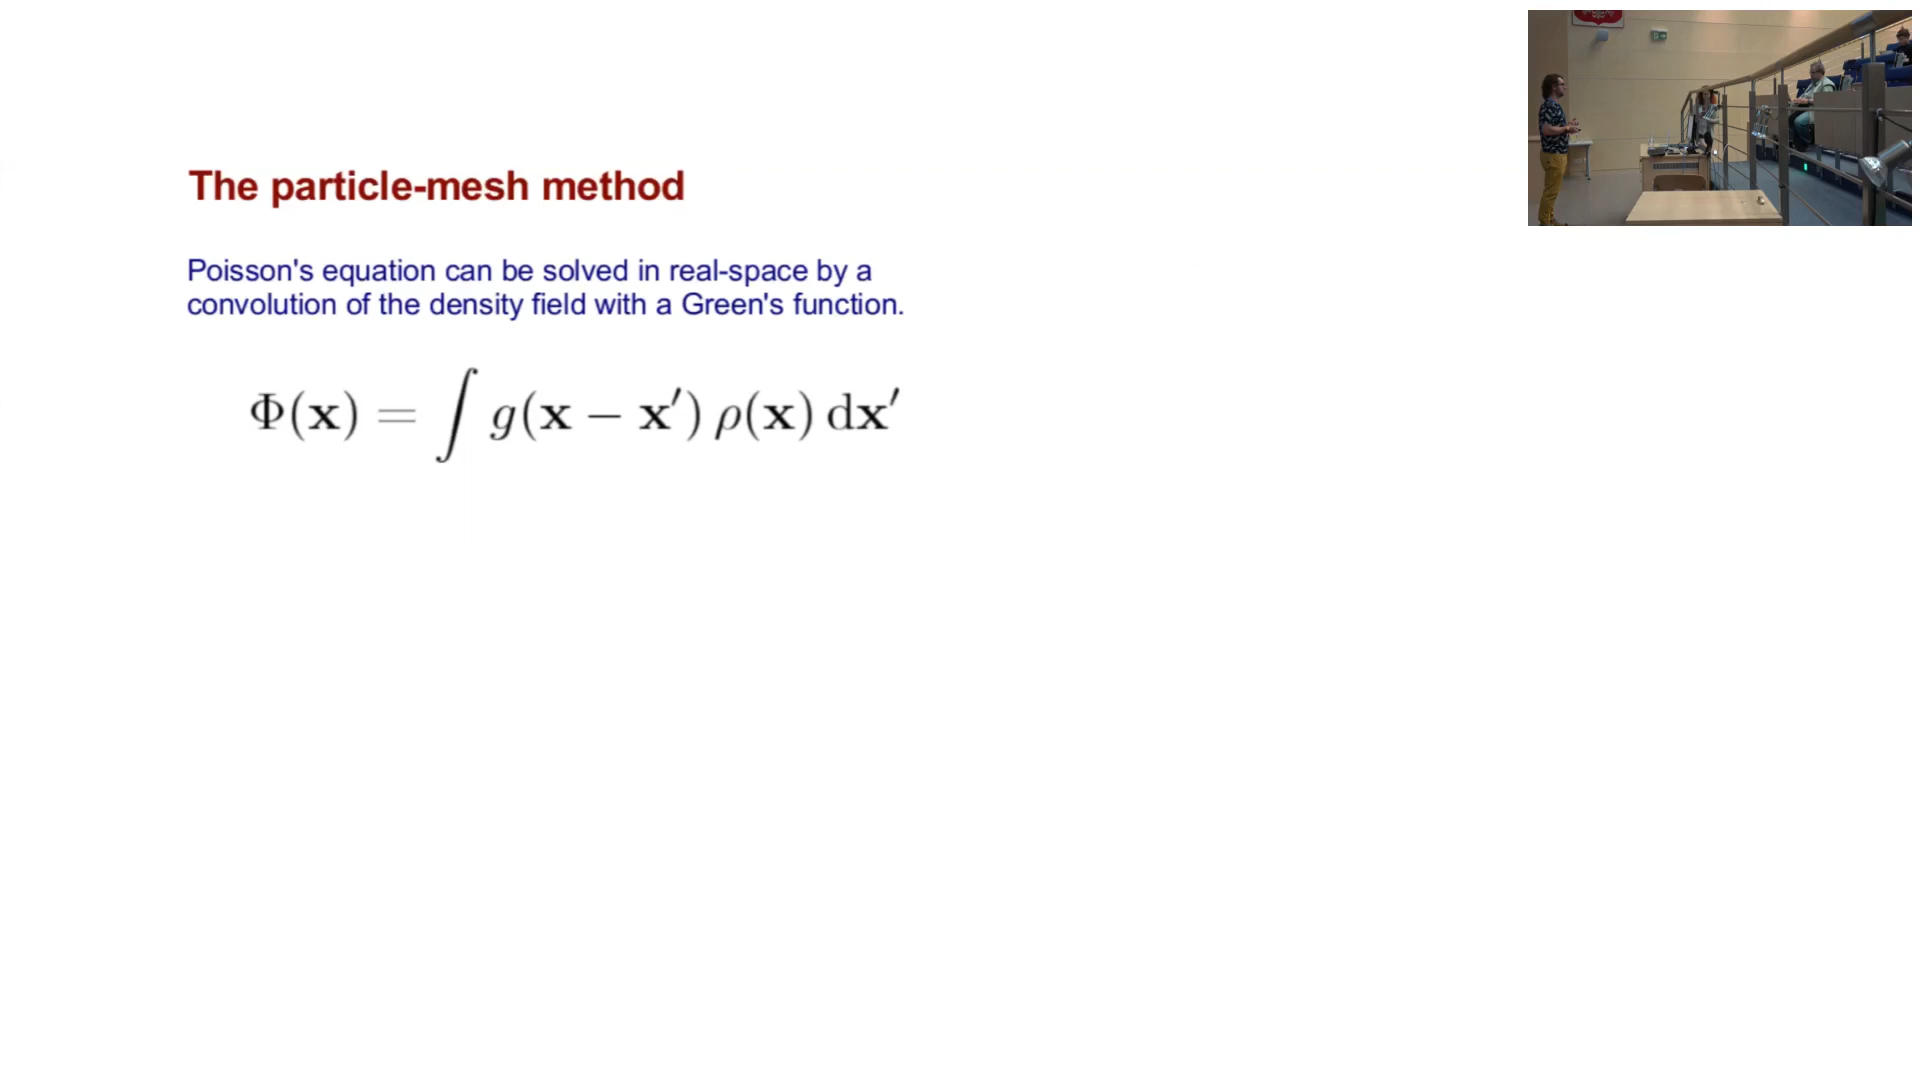 The particle-mesh method
Poisson's equation can be solved in real-space by a
convolution of the density field with a Green's function.
Φ(x) = ∫ g(x − x′) ρ(x) dx′